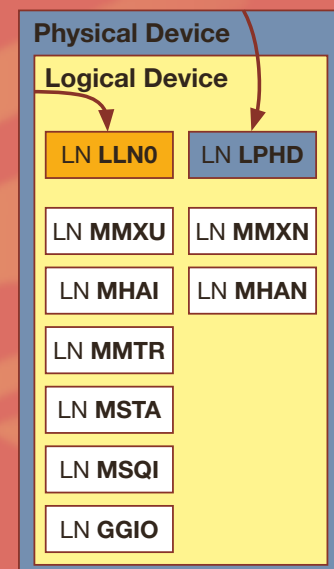 Physical Device
Logical Device
LN LLN0 LN LPHD
LN MMXU LN MMXN
LN MHAI LN MHAN
LN MMTR
LN MSTA
LN MSQI
LN GGIO